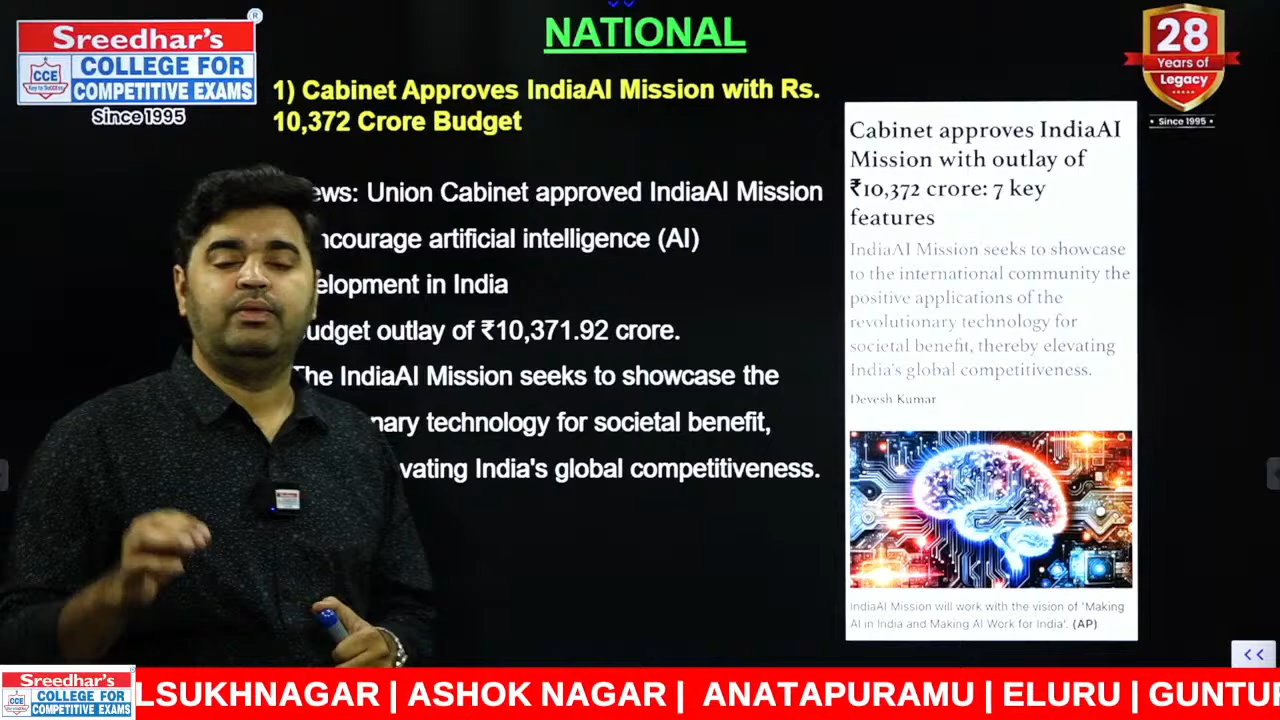 Sreedhar's
CCE
COLLEGE FOR
COMPETITIVE EXAMS
Since 1995
NATIONAL
28
Years of
Legacy
Since 1995
1) Cabinet Approves IndiaAI Mission with Rs.
10,372 Crore Budget
ews: Union Cabinet approved IndiaAI Mission
ncourage artificial intelligence (AI)
elopment in India
udget outlay of ₹10,371.92 crore.
The IndiaAI Mission seeks to showcase the
nary technology for societal benefit,
vating India's global competitiveness.
Cabinet approves IndiaAI
Mission with outlay of
₹10,372 crore: 7 key
features
IndiaAI Mission seeks to showcase
to the international community the
positive applications of the
revolutionary technology for
societal benefit, thereby elevating
India's global competitiveness.
Devesh Kumar
IndiaAI Mission will work with the vision of 'Making
AI in India and Making AI Work for India'. (AP)
Sreedhar's
CCE
COLLEGE FOR
COMPETITIVE EXAMS
LSUKHNAGAR | ASHOK NAGAR | ANATAPURAMU | ELURU | GUNTUR